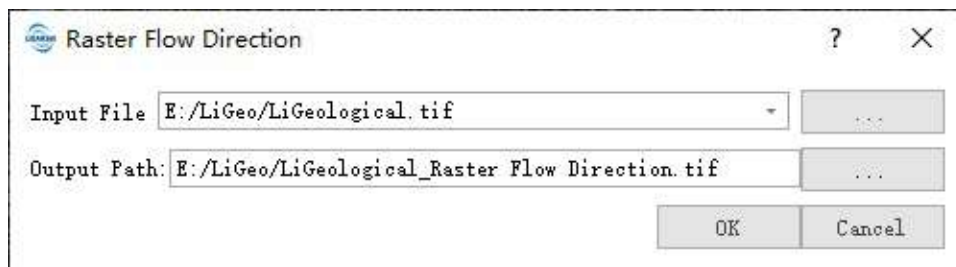 Raster Flow Direction ? ×
Input File E:/LiGeo/LiGeological.tif ...
Output Path: E:/LiGeo/LiGeological_Raster Flow Direction.tif ...
OK Cancel